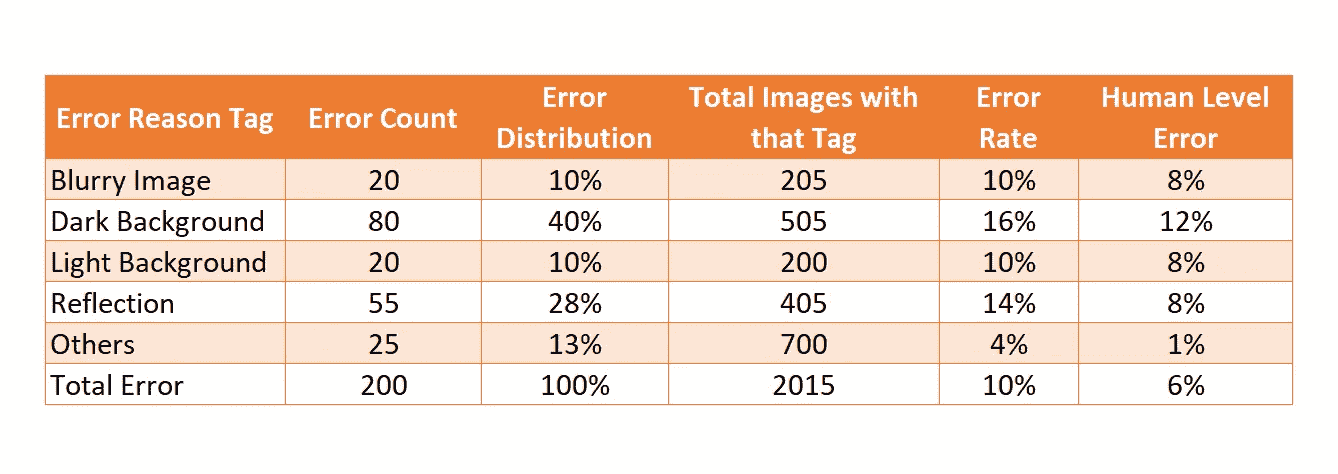 Error Reason Tag Error Count Error Distribution Total Images with that Tag Error Rate Human Level Error
Blurry Image 20 10% 205 10% 8%
Dark Background 80 40% 505 16% 12%
Light Background 20 10% 200 10% 8%
Reflection 55 28% 405 14% 8%
Others 25 13% 700 4% 1%
Total Error 200 100% 2015 10% 6%